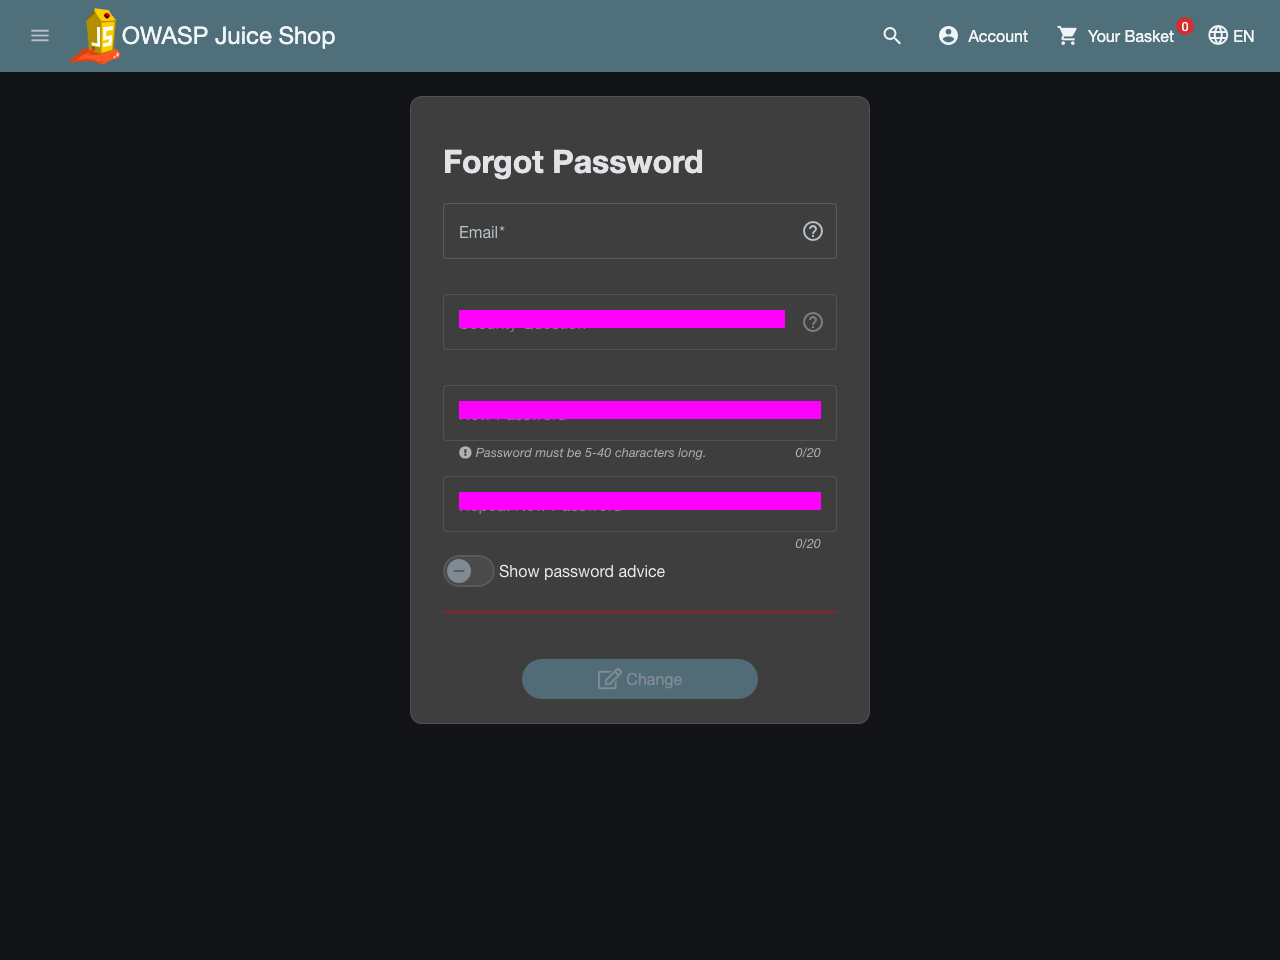 OWASP Juice Shop
Account
Your Basket
0
EN
Forgot Password
Email*
Password must be 5-40 characters long.
0/20
0/20
Show password advice
Change